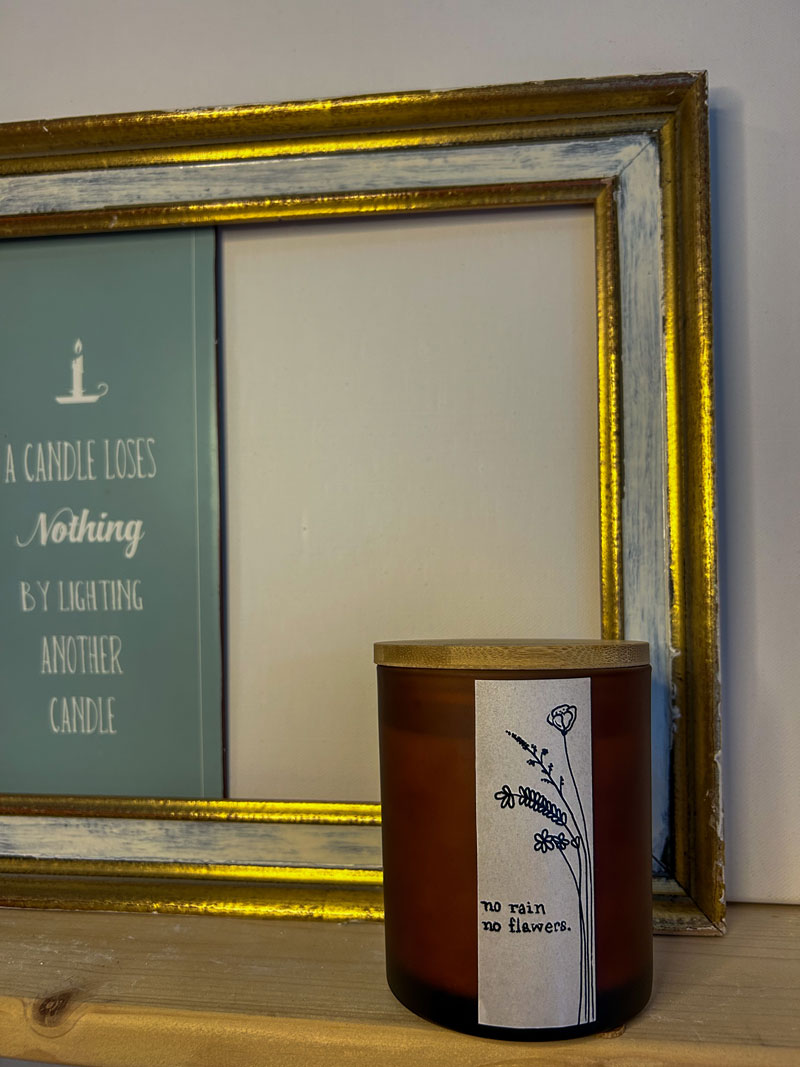 A CANDLE LOSES
Nothing
BY LIGHTING
ANOTHER
CANDLE
no rain
no flowers.